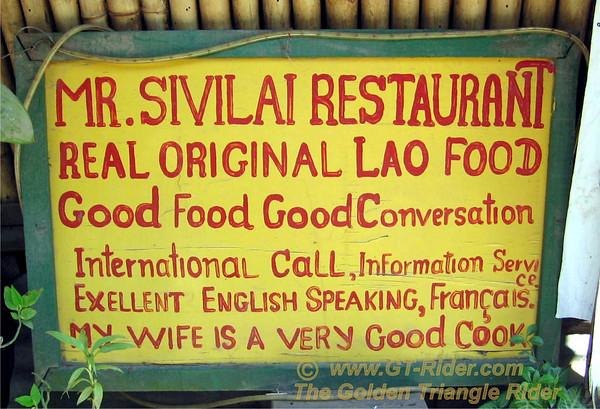 MR. SIVILAI RESTAURANT
REAL ORIGINAL LAO FOOD
Good Food Good Conversation
International Call, Information Servi
ce.
EXELLENT ENGLISH SPEAKING, Français.
MY WIFE IS A VERY Good Cook
© www.GT-Rider.com
The Golden Triangle Rider